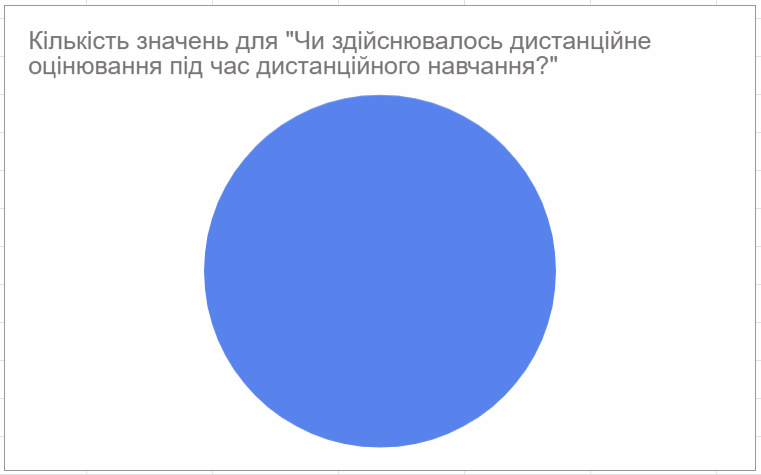 Кількість значень для "Чи здійснювалось дистанційне
оцінювання під час дистанційного навчання?"